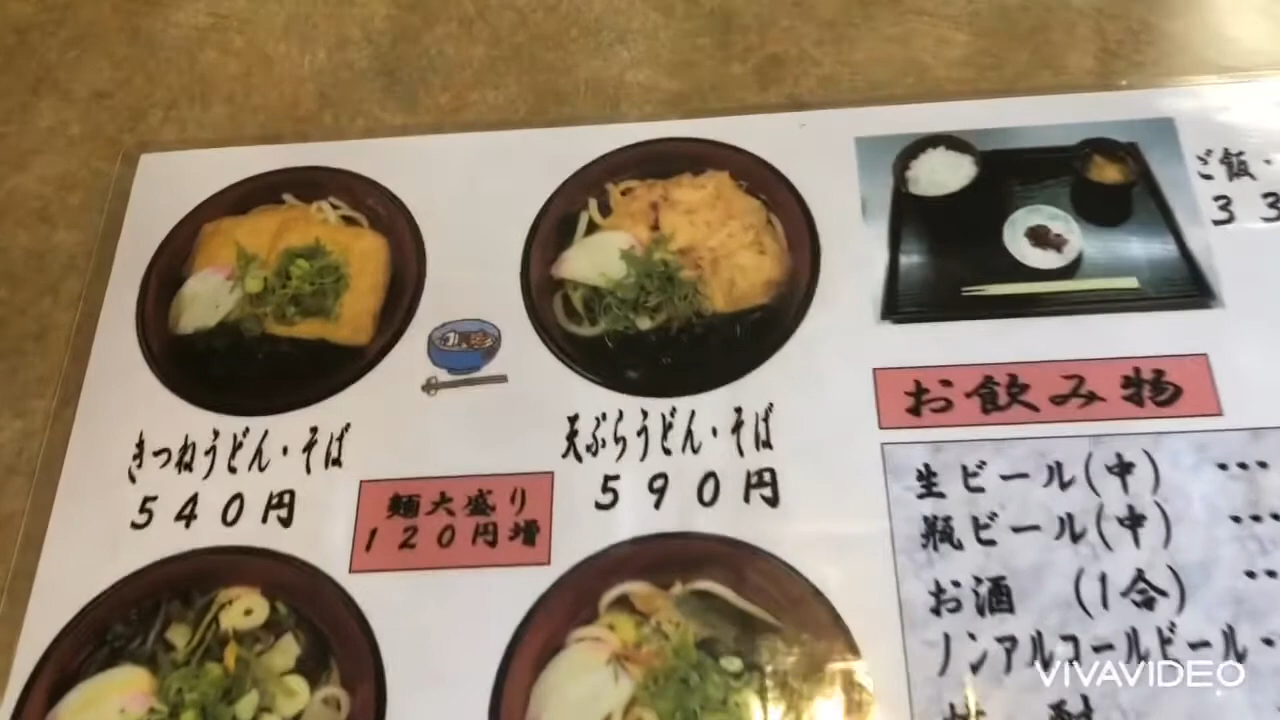 きつねうどん・そば
540円
天ぷらうどん・そば
590円
麺大盛り
120円増
ご飯・
33
お飲み物
生ビール(中) ・・・
瓶ビール(中) ・・・
お酒 (1合) ・・
ノンアルコールビール・
VIVAVIDEO